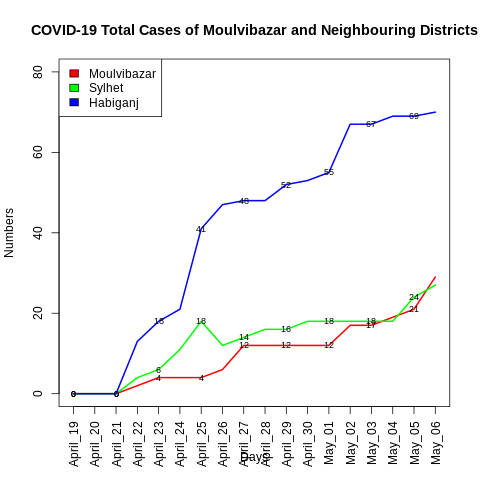 COVID-19 Total Cases of Moulvibazar and Neighbouring Districts
Moulvibazar
Sylhet
Habiganj
Numbers
80
60
40
20
0
0
0
18
41
48
52
55
67
69
6
18
14
16
18
18
24
4
4
12
12
12
17
21
April_19
April_20
April_21
April_22
April_23
April_24
April_25
April_26
April_27
April_28
April_29
April_30
May_01
May_02
May_03
May_04
May_05
May_06
Days